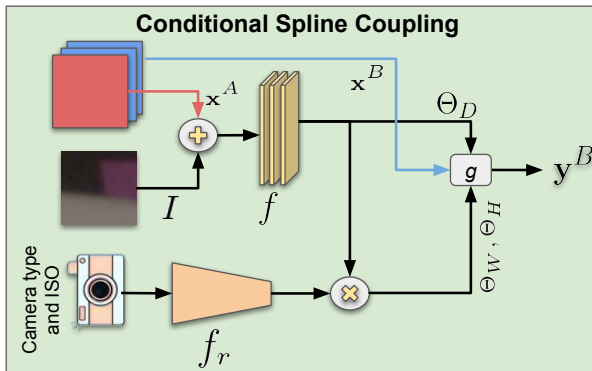 Conditional Spline Coupling
x^A
x^B
Θ_D
I
f
g
y^B
Θ_W, Θ_H
Camera type
and ISO
f_r